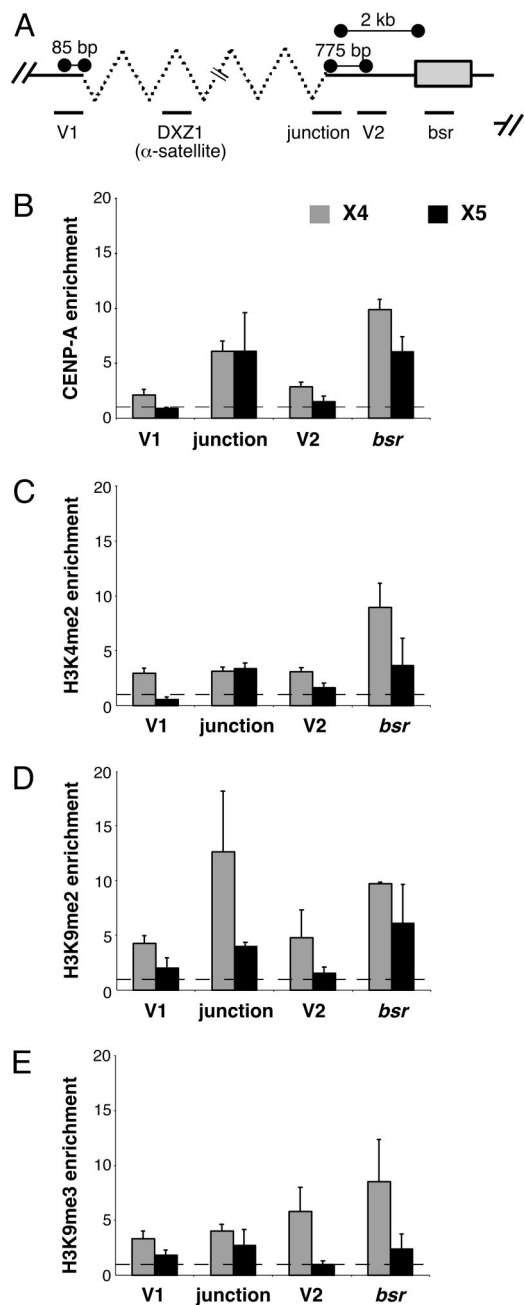 A
2 kb
85 bp
775 bp
V1
DXZ1
(α-satellite)
junction
V2
bsr
B
20
15
10
5
0
CENP-A enrichment
X4
X5
V1
junction
V2
bsr
C
20
15
10
5
0
H3K4me2 enrichment
V1
junction
V2
bsr
D
20
15
10
5
0
H3K9me2 enrichment
V1
junction
V2
bsr
E
20
15
10
5
0
H3K9me3 enrichment
V1
junction
V2
bsr